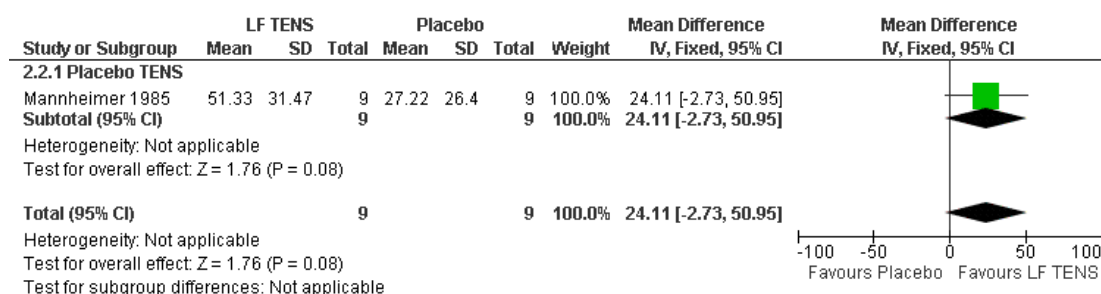 LF TENS Placebo Mean Difference Mean Difference
Study or Subgroup Mean SD Total Mean SD Total Weight IV, Fixed, 95% CI IV, Fixed, 95% CI
2.2.1 Placebo TENS
Mannheimer 1985 51.33 31.47 9 27.22 26.4 9 100.0% 24.11 [-2.73, 50.95]
Subtotal (95% CI) 9 9 100.0% 24.11 [-2.73, 50.95]
Heterogeneity: Not applicable
Test for overall effect: Z = 1.76 (P = 0.08)
Total (95% CI) 9 9 100.0% 24.11 [-2.73, 50.95]
Heterogeneity: Not applicable
Test for overall effect: Z = 1.76 (P = 0.08)
Test for subgroup differences: Not applicable
-100 -50 0 50 100
Favours Placebo Favours LF TENS